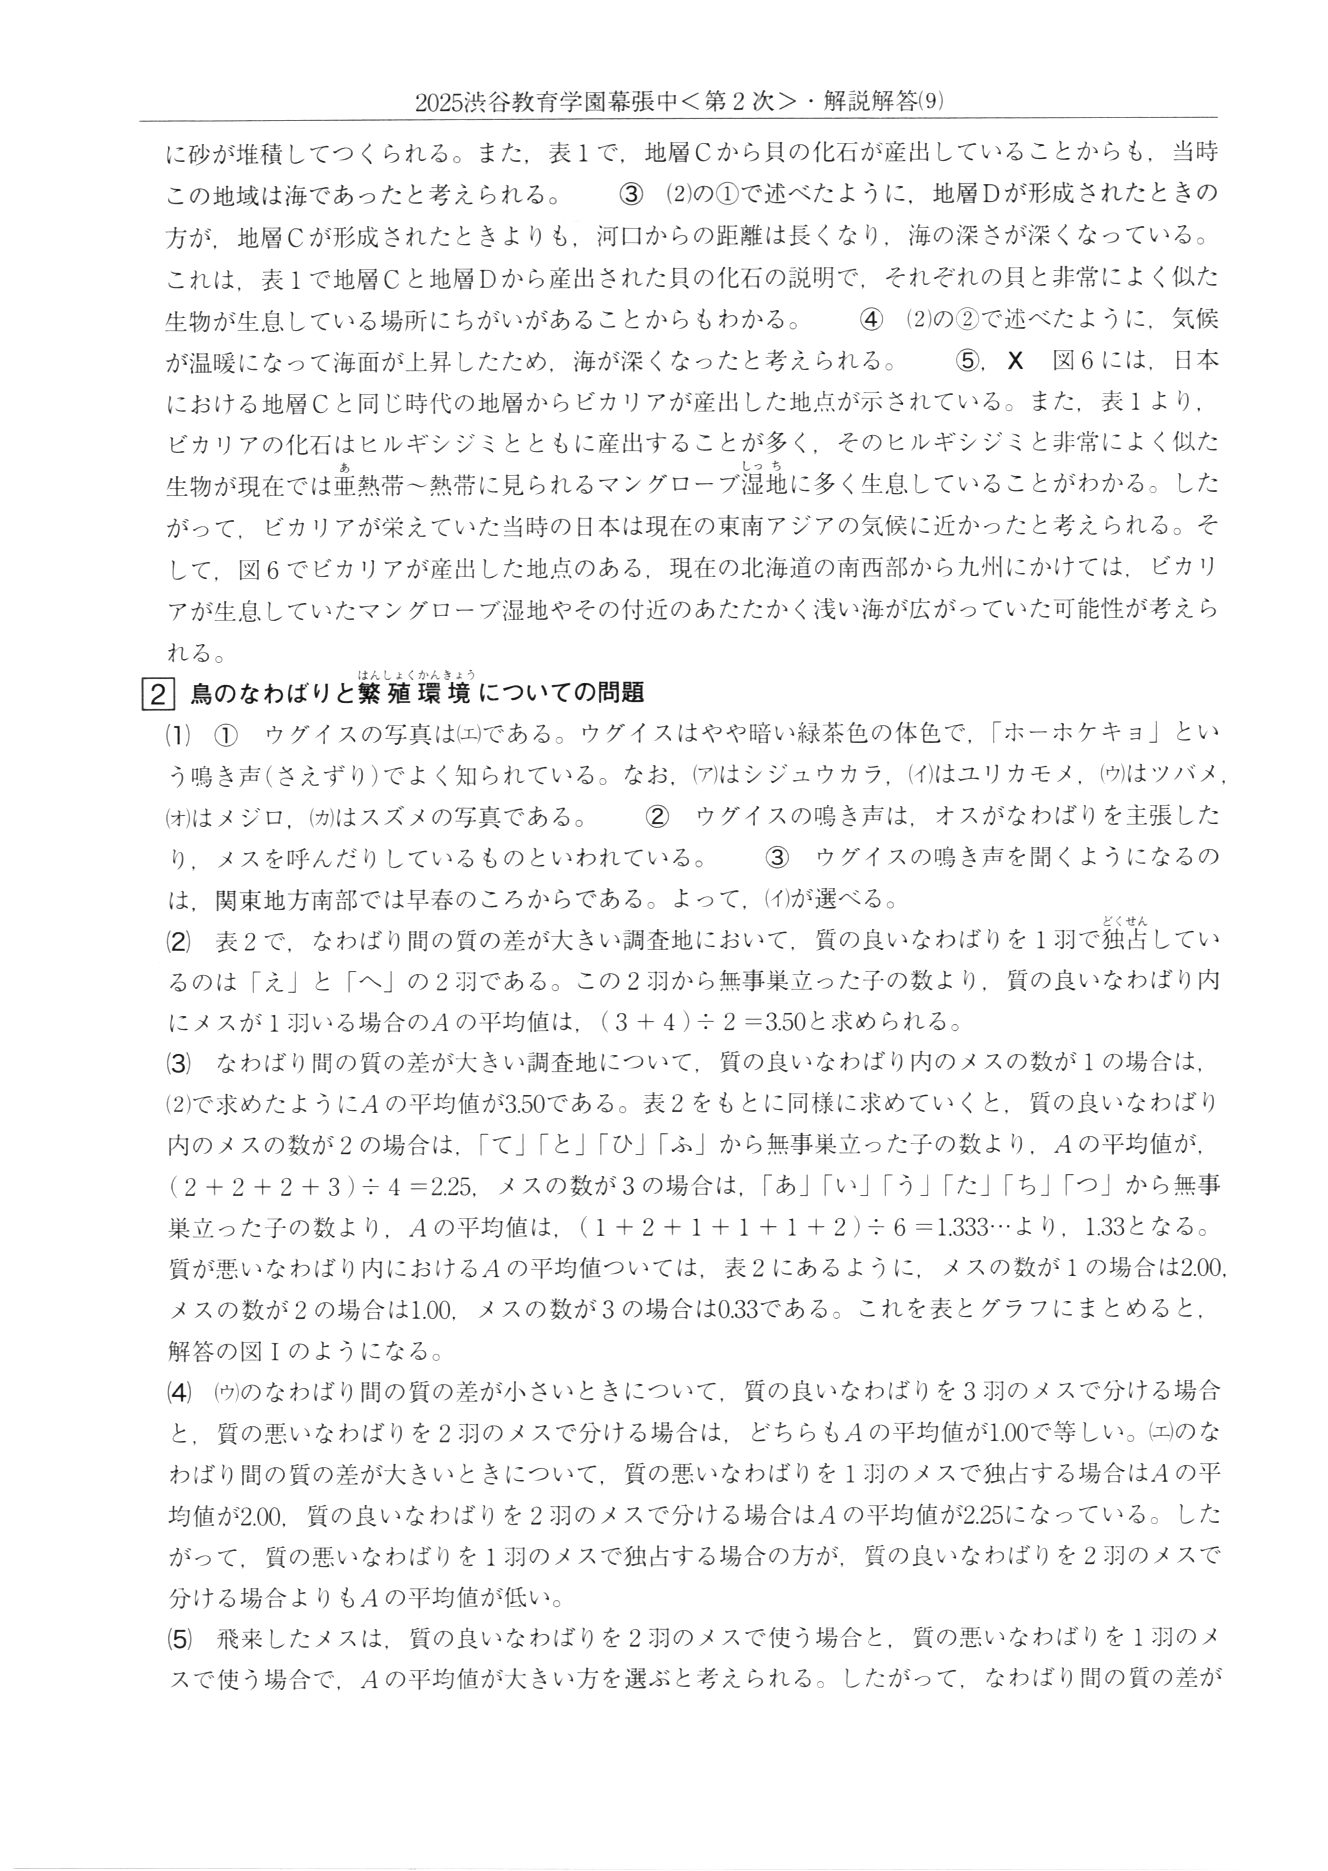 2025渋谷教育学園幕張中＜第２次＞・解説解答(9)
に砂が堆積してつくられる。また，表１で，地層Ｃから貝の化石が産出していることからも，当時
この地域は海であったと考えられる。　③　(2)の①で述べたように，地層Ｄが形成されたときの
方が，地層Ｃが形成されたときよりも，河口からの距離は長くなり，海の深さが深くなっている。
これは，表１で地層Ｃと地層Ｄから産出された貝の化石の説明で，それぞれの貝と非常によく似た
生物が生息している場所にちがいがあることからもわかる。　④　(2)の②で述べたように，気候
が温暖になって海面が上昇したため，海が深くなったと考えられる。　⑤，Ｘ　図６には，日本
における地層Ｃと同じ時代の地層からビカリアが産出した地点が示されている。また，表１より，
ビカリアの化石はヒルギシジミとともに産出することが多く，そのヒルギシジミと非常によく似た
あ　しっち
生物が現在では亜熱帯～熱帯に見られるマングローブ湿地に多く生息していることがわかる。した
がって，ビカリアが栄えていた当時の日本は現在の東南アジアの気候に近かったと考えられる。そ
して，図６でビカリアが産出した地点のある，現在の北海道の南西部から九州にかけては，ビカリ
アが生息していたマングローブ湿地やその付近のあたたかく浅い海が広がっていた可能性が考えら
れる。
はんしょくかんきょう
2　鳥のなわばりと繁殖環境についての問題
(1)　①　ウグイスの写真は(エ)である。ウグイスはやや暗い緑茶色の体色で，「ホーホケキョ」とい
う鳴き声(さえずり)でよく知られている。なお，(ア)はシジュウカラ，(イ)はユリカモメ，(ウ)はツバメ，
(オ)はメジロ，(カ)はスズメの写真である。　②　ウグイスの鳴き声は，オスがなわばりを主張した
り，メスを呼んだりしているものといわれている。　③　ウグイスの鳴き声を聞くようになるの
は，関東地方南部では早春のころからである。よって，(イ)が選べる。
どくせん
(2)　表２で，なわばり間の質の差が大きい調査地において，質の良いなわばりを１羽で独占してい
るのは「え」と「へ」の２羽である。この２羽から無事巣立った子の数より，質の良いなわばり内
にメスが１羽いる場合のＡの平均値は，(３＋４)÷２＝3.50と求められる。
(3)　なわばり間の質の差が大きい調査地について，質の良いなわばり内のメスの数が１の場合は，
(2)で求めたようにＡの平均値が3.50である。表２をもとに同様に求めていくと，質の良いなわばり
内のメスの数が２の場合は，「て」「と」「ひ」「ふ」から無事巣立った子の数より，Ａの平均値が，
(２＋２＋２＋３)÷４＝2.25，メスの数が３の場合は，「あ」「い」「う」「た」「ち」「つ」から無事
巣立った子の数より，Ａの平均値は，(１＋２＋１＋１＋１＋２)÷６＝1.333…より，1.33となる。
質が悪いなわばり内におけるＡの平均値ついては，表２にあるように，メスの数が１の場合は2.00，
メスの数が２の場合は1.00，メスの数が３の場合は0.33である。これを表とグラフにまとめると，
解答の図Ⅰのようになる。
(4)　(ウ)のなわばり間の質の差が小さいときについて，質の良いなわばりを３羽のメスで分ける場合
と，質の悪いなわばりを２羽のメスで分ける場合は，どちらもＡの平均値が1.00で等しい。(エ)のな
わばり間の質の差が大きいときについて，質の悪いなわばりを１羽のメスで独占する場合はＡの平
均値が2.00，質の良いなわばりを２羽のメスで分ける場合はＡの平均値が2.25になっている。した
がって，質の悪いなわばりを１羽のメスで独占する場合の方が，質の良いなわばりを２羽のメスで
分ける場合よりもＡの平均値が低い。
(5)　飛来したメスは，質の良いなわばりを２羽のメスで使う場合と，質の悪いなわばりを１羽のメ
スで使う場合で，Ａの平均値が大きい方を選ぶと考えられる。したがって，なわばり間の質の差が